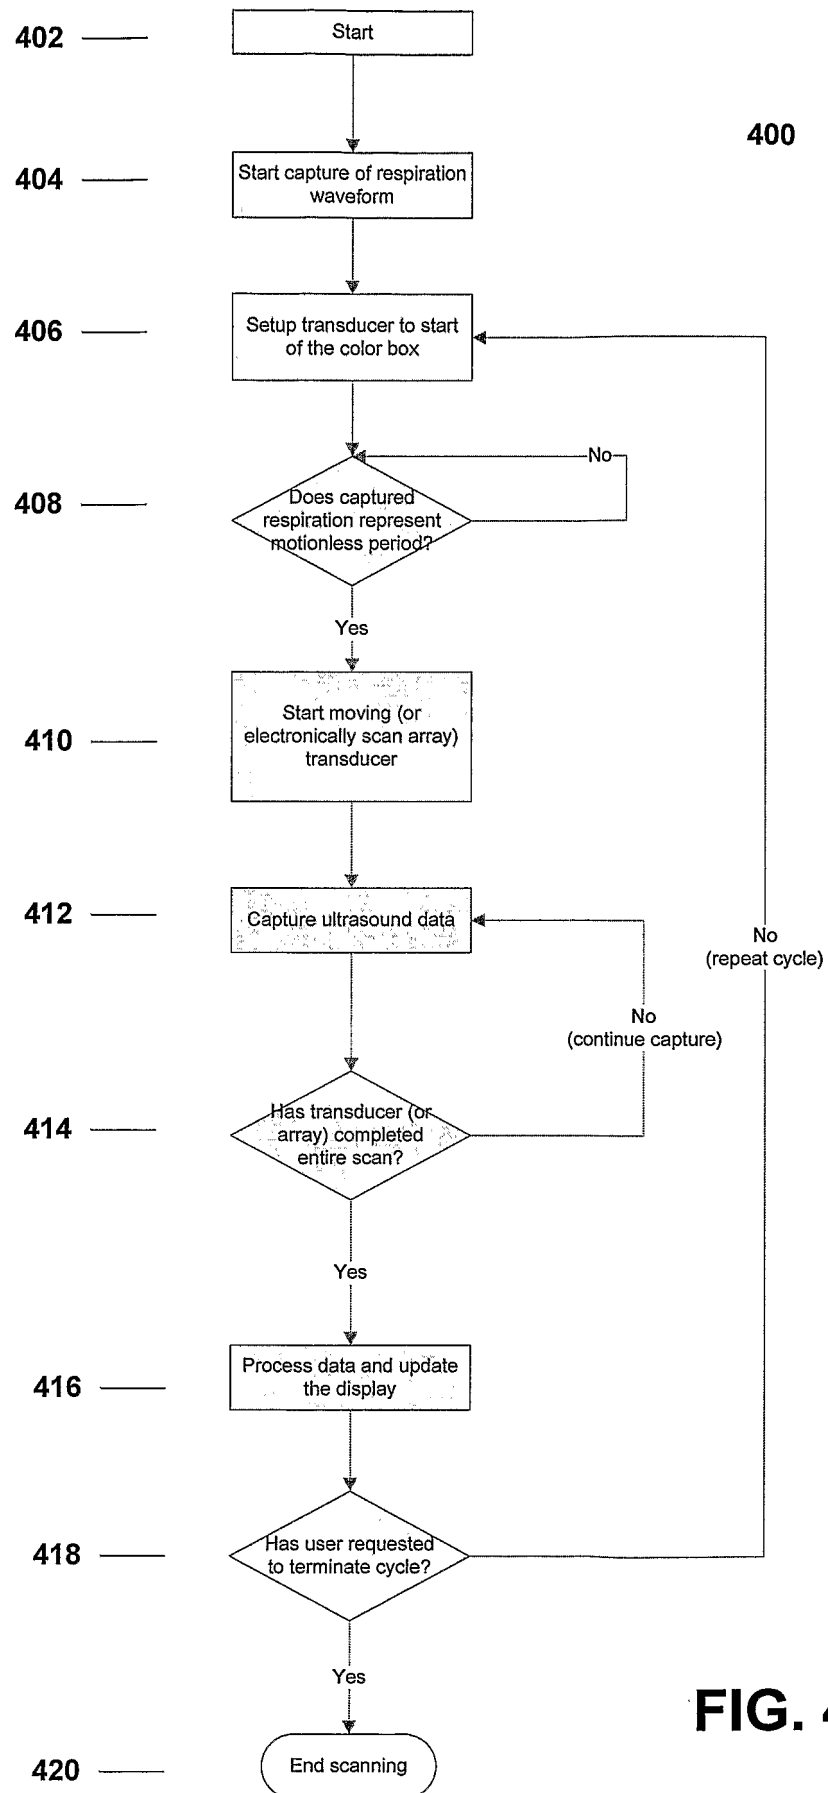 402
Start
400
404
Start capture of respiration
waveform
406
Setup transducer to start
of the color box
No
408
Does captured
respiration represent
motionless period?
Yes
410
Start moving (or
electronically scan array)
transducer
412
Capture ultrasound data
No
(repeat cycle)
No
(continue capture)
414
Has transducer (or
array) completed
entire scan?
Yes
416
Process data and update
the display
418
Has user requested
to terminate cycle?
Yes
FIG. 4
420
End scanning